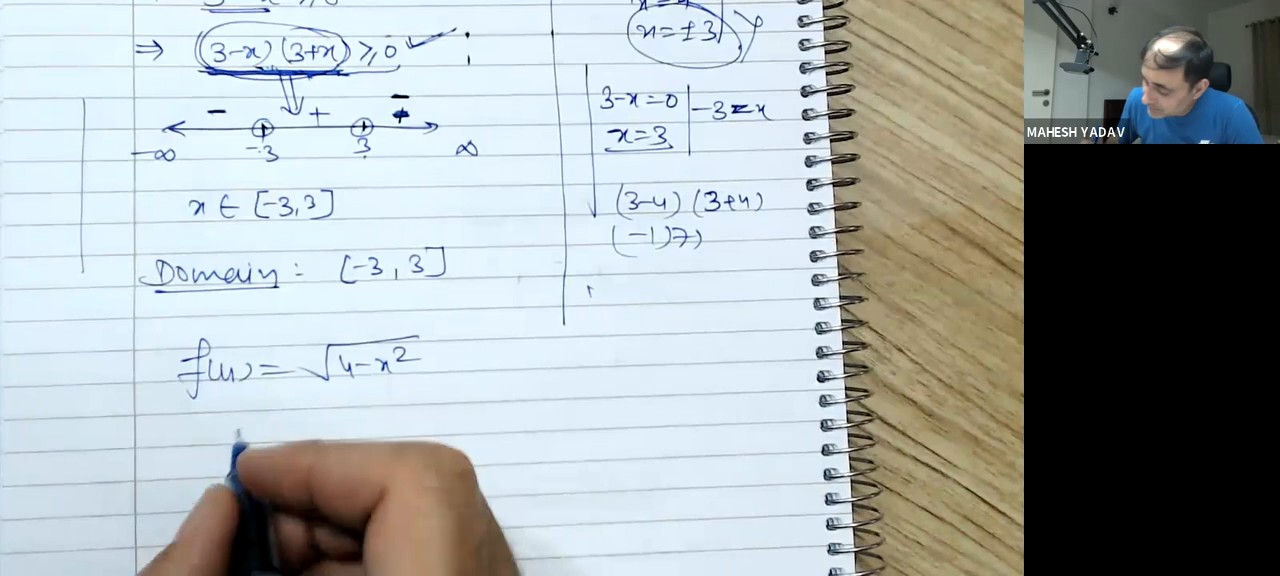 ⇒ (3-x)(3+x) ≥ 0
- + -
-∞ -3 3 ∞
x ∈ [-3, 3]
Domain : [-3, 3]
f(x) = √4-x²
x = ±3
3-x=0
x=3
-3=x
(3-4) (3+4)
(-1)7)
MAHESH YADAV